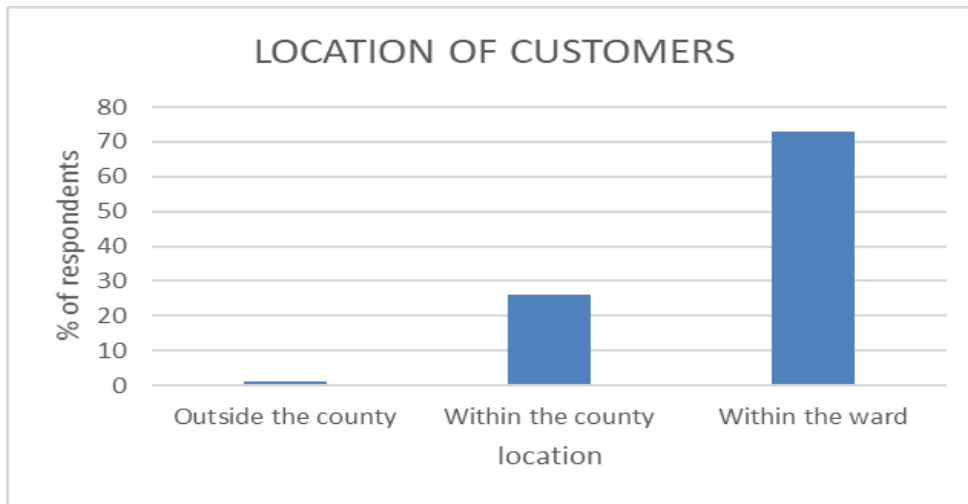 LOCATION OF CUSTOMERS
80
70
60
50
40
30
20
10
0
% of respondents
Outside the county
Within the county
Within the ward
location